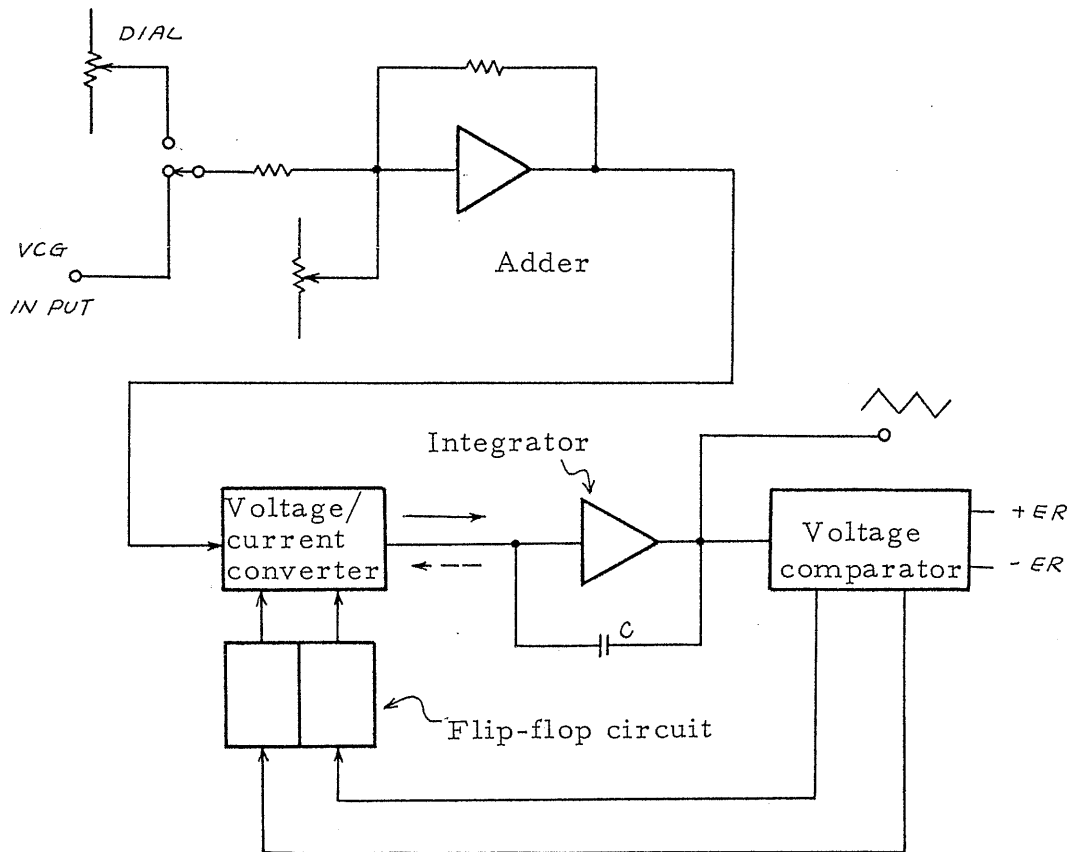 DIAL
VCG
IN PUT
Adder
Integrator
Voltage/
current
converter
Voltage
comparator
+ER
-ER
C
Flip-flop circuit